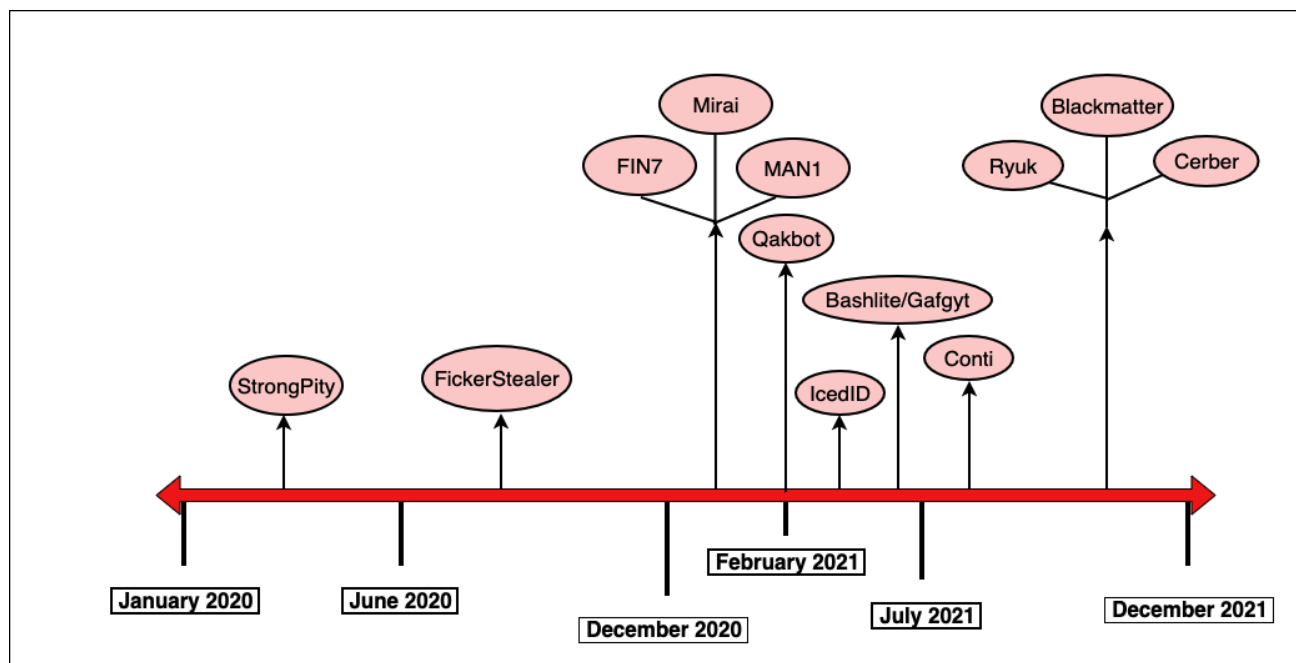 Mirai
Blackmatter
FIN7
MAN1
Ryuk
Cerber
Qakbot
Bashlite/Gafgyt
StrongPity
FickerStealer
IcedID
Conti
January 2020
June 2020
December 2020
February 2021
July 2021
December 2021